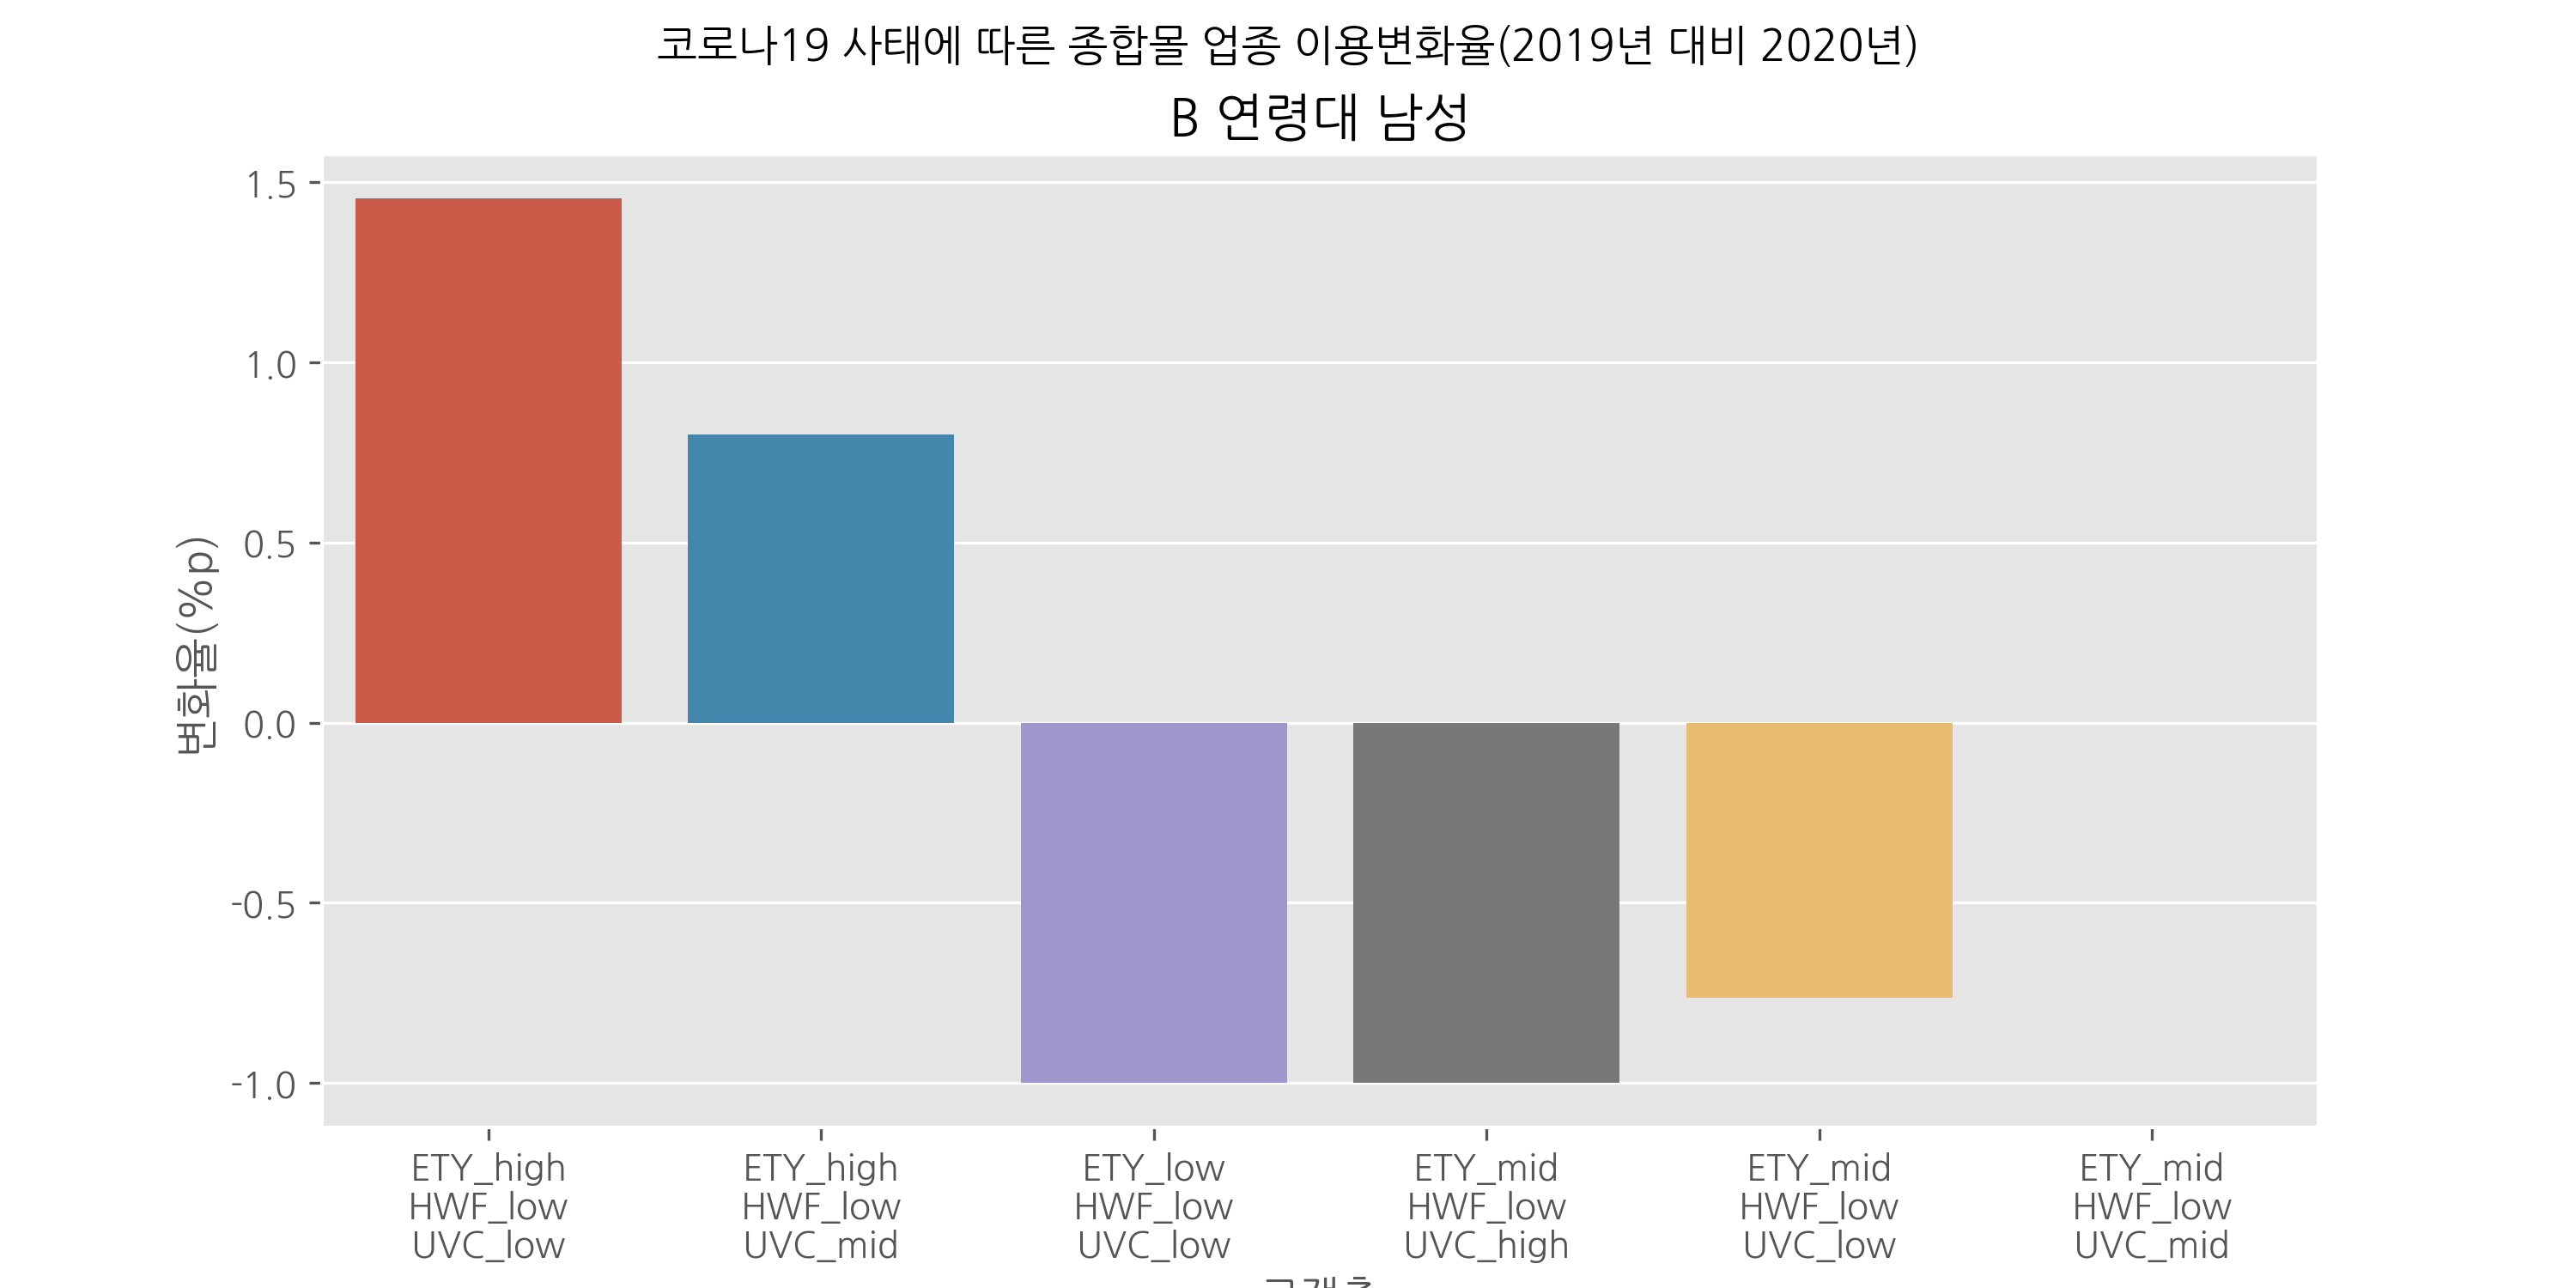 코로나19 사태에 따른 종합몰 업종 이용변화율(2019년 대비 2020년)
B 연령대 남성
변화율(%p)
1.5
1.0
0.5
0.0
-0.5
-1.0
ETY_high
HWF_low
UVC_low
ETY_high
HWF_low
UVC_mid
ETY_low
HWF_low
UVC_low
ETY_mid
HWF_low
UVC_high
ETY_mid
HWF_low
UVC_low
ETY_mid
HWF_low
UVC_mid